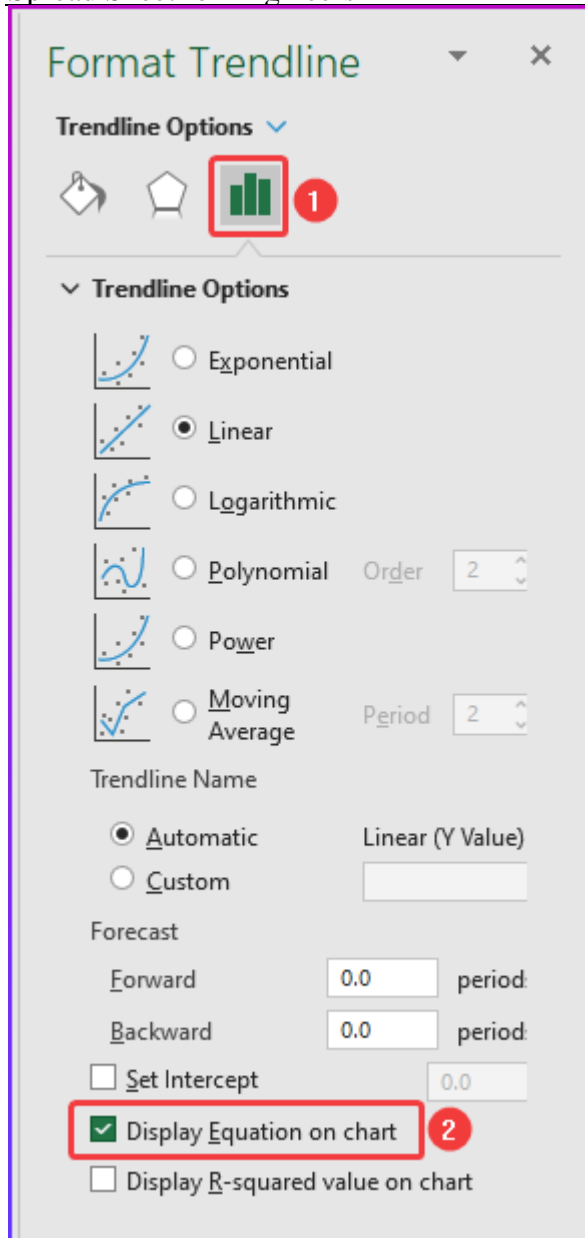 Format Trendline
Trendline Options
1
Trendline Options
Exponential
Linear
Logarithmic
Polynomial Order 2
Power
Moving
Average
Period 2
Trendline Name
Automatic Linear (Y Value)
Custom
Forecast
Forward 0.0 period
Backward 0.0 period
Set Intercept 0.0
Display Equation on chart 2
Display R-squared value on chart